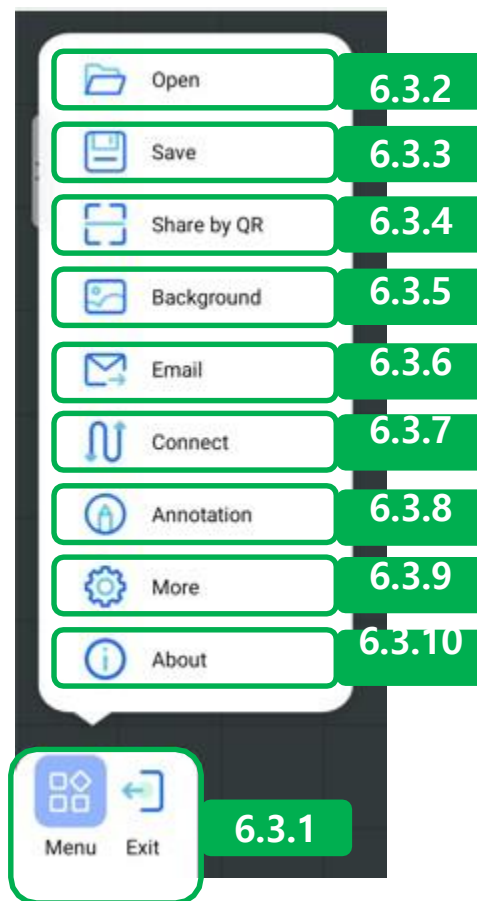 Open 6.3.2
Save 6.3.3
Share by QR 6.3.4
Background 6.3.5
Email 6.3.6
Connect 6.3.7
Annotation 6.3.8
More 6.3.9
About 6.3.10
Menu Exit 6.3.1